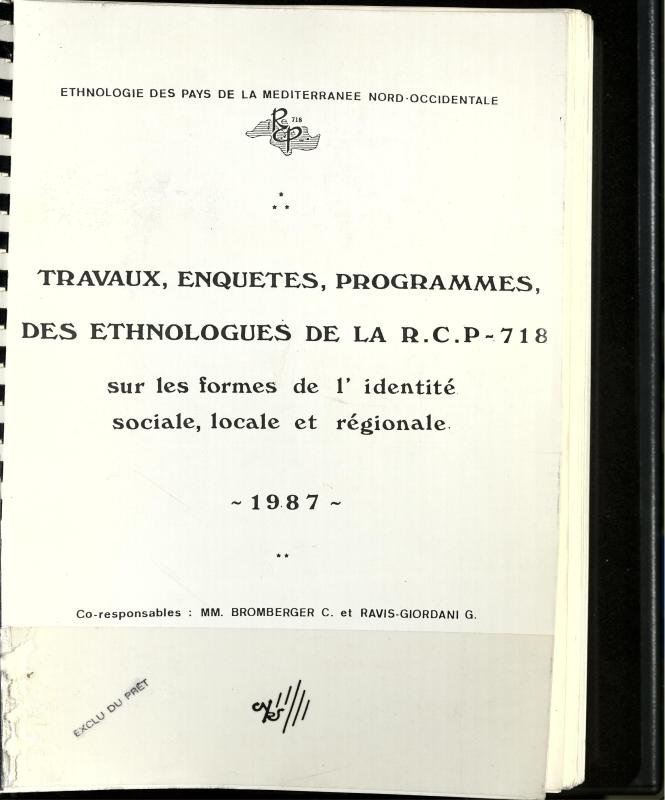 ETHNOLOGIE DES PAYS DE LA MEDITERRANEE NORD-OCCIDENTALE
RCP 718
TRAVAUX, ENQUETES, PROGRAMMES,
DES ETHNOLOGUES DE LA R.C.P-718
sur les formes de l' identité
sociale, locale et régionale.
~ 1987 ~
Co-responsables : MM. BROMBERGER C. et RAVIS-GIORDANI G.
EXCLU DU PRÊT